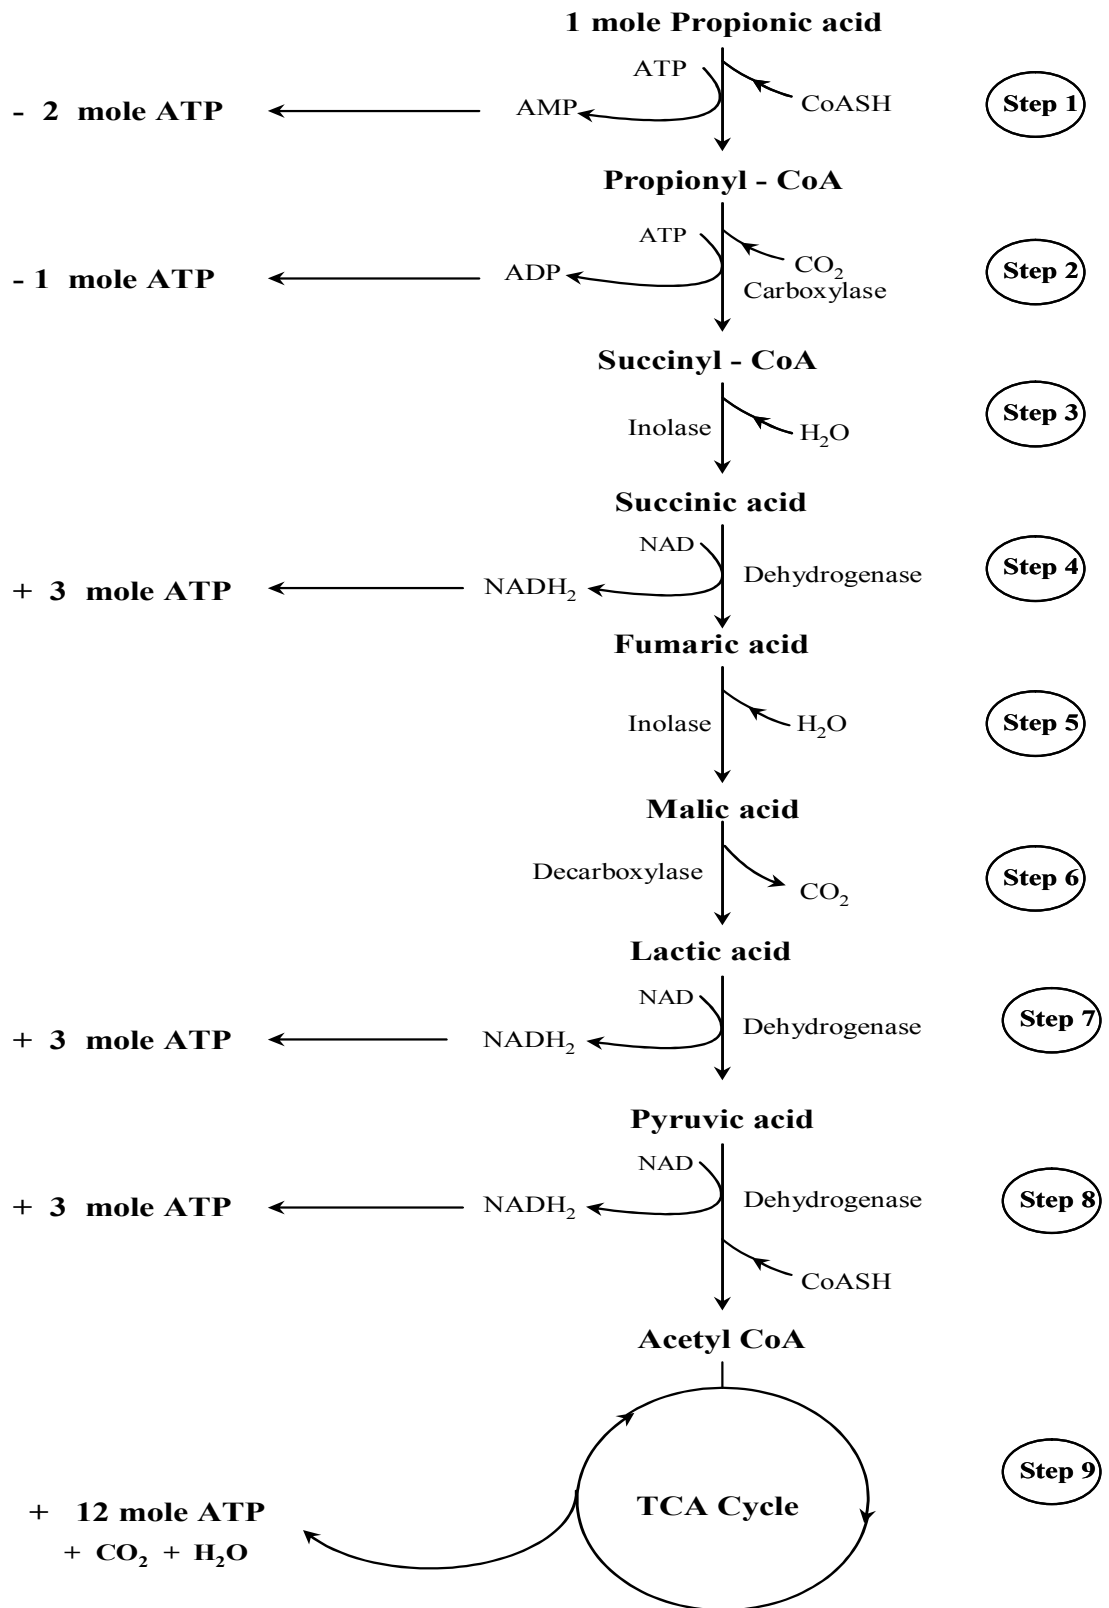 1 mole Propionic acid
ATP
- 2 mole ATP
AMP
CoASH
Step 1
Propionyl - CoA
ATP
- 1 mole ATP
ADP
CO₂
Carboxylase
Step 2
Succinyl - CoA
Inolase
H₂O
Step 3
Succinic acid
NAD
+ 3 mole ATP
NADH₂
Dehydrogenase
Step 4
Fumaric acid
Inolase
H₂O
Step 5
Malic acid
Decarboxylase
CO₂
Step 6
Lactic acid
NAD
+ 3 mole ATP
NADH₂
Dehydrogenase
Step 7
Pyruvic acid
NAD
+ 3 mole ATP
NADH₂
Dehydrogenase
Step 8
CoASH
Acetyl CoA
Step 9
TCA Cycle
+ 12 mole ATP
+ CO₂ + H₂O